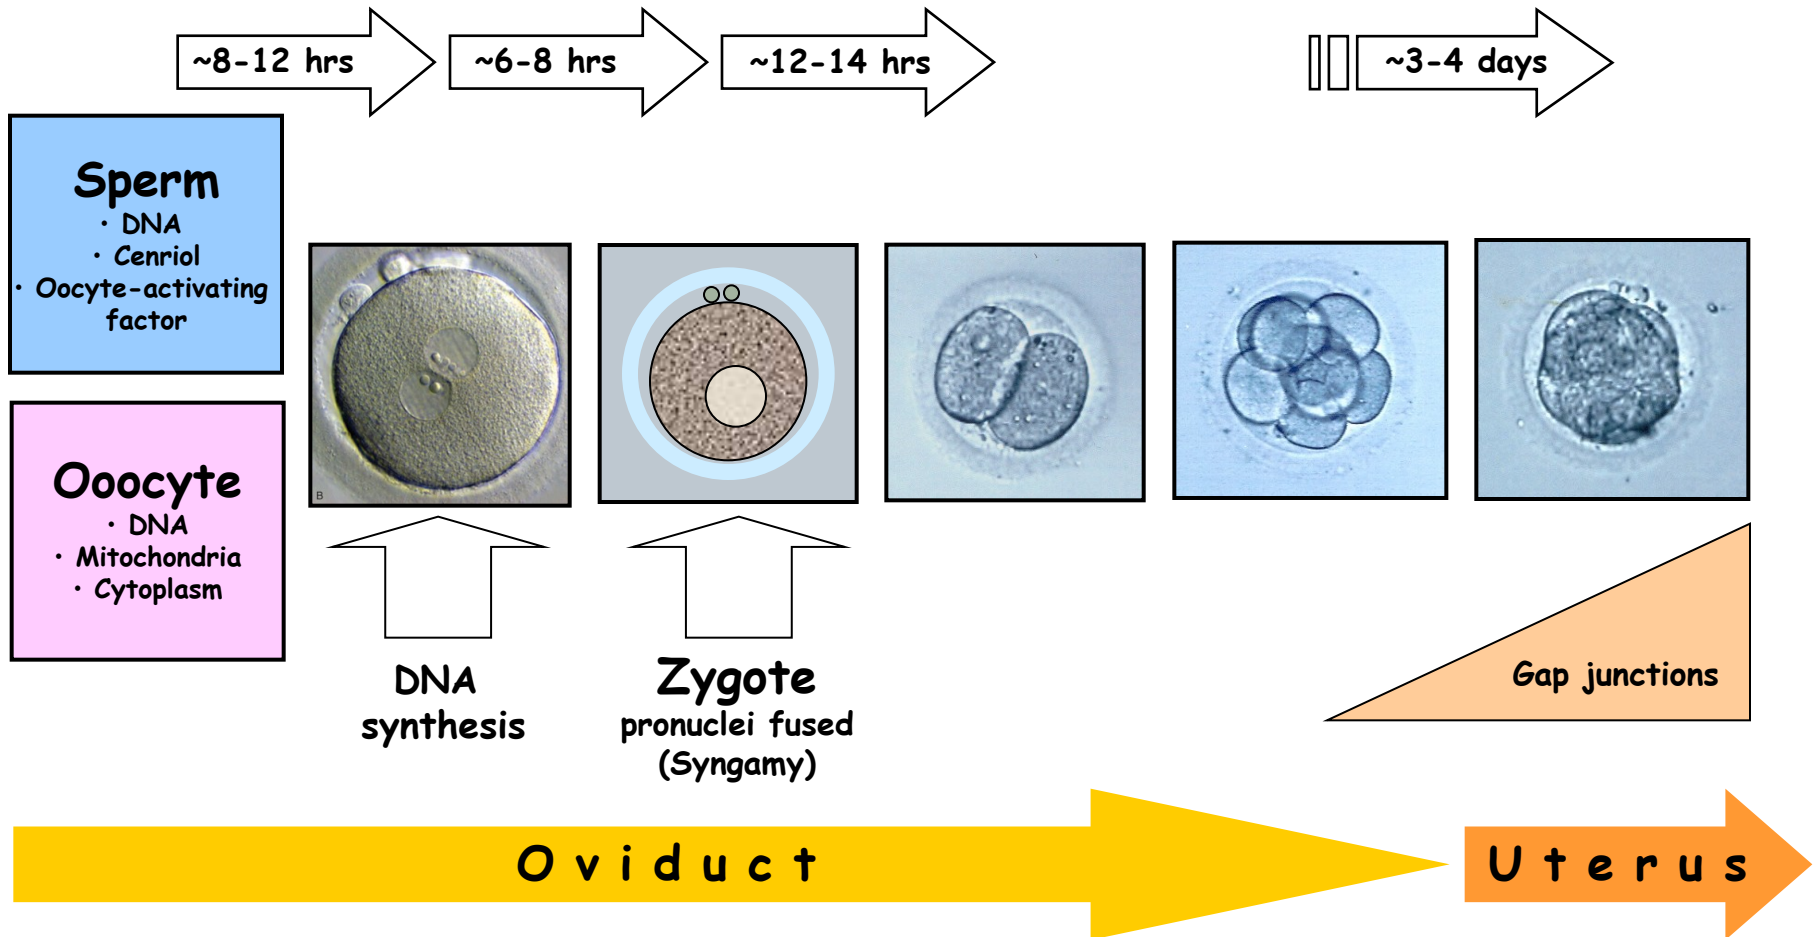 ~8-12 hrs
~6-8 hrs
~12-14 hrs
~3-4 days
Sperm
· DNA
· Cenriol
· Oocyte-activating
factor
Ooocyte
· DNA
· Mitochondria
· Cytoplasm
B
DNA
synthesis
Zygote
pronuclei fused
(Syngamy)
Gap junctions
Oviduct
Uterus